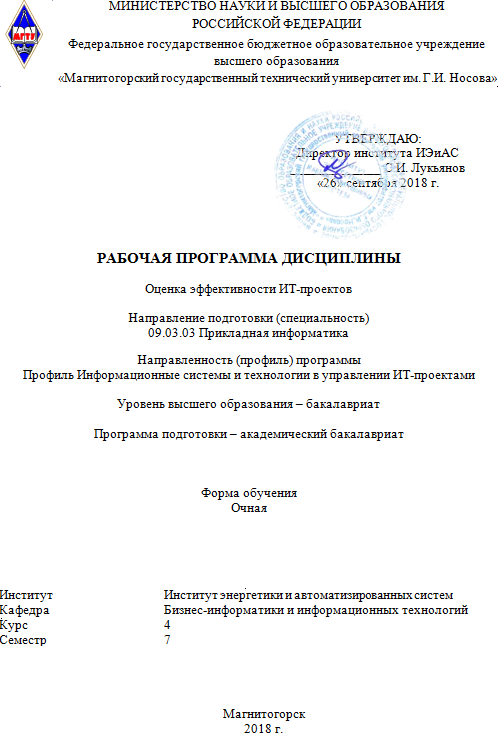 МИНИСТЕРСТВО НАУКИ И ВЫСШЕГО ОБРАЗОВАНИЯ
РОССИЙСКОЙ ФЕДЕРАЦИИ
Федеральное государственное бюджетное образовательное учреждение
высшего образования
«Магнитогорский государственный технический университет им. Г.И. Носова»
УТВЕРЖДАЮ:
Директор института ИЭиАС
С.И. Лукьянов
«26» сентября 2018 г.
РАБОЧАЯ ПРОГРАММА ДИСЦИПЛИНЫ
Оценка эффективности ИТ-проектов
Направление подготовки (специальность)
09.03.03 Прикладная информатика
Направленность (профиль) программы
Профиль Информационные системы и технологии в управлении ИТ-проектами
Уровень высшего образования – бакалавриат
Программа подготовки – академический бакалавриат
Форма обучения
Очная
Институт Институт энергетики и автоматизированных систем
Кафедра Бизнес-информатики и информационных технологий
Курс 4
Семестр 7
Магнитогорск
2018 г.